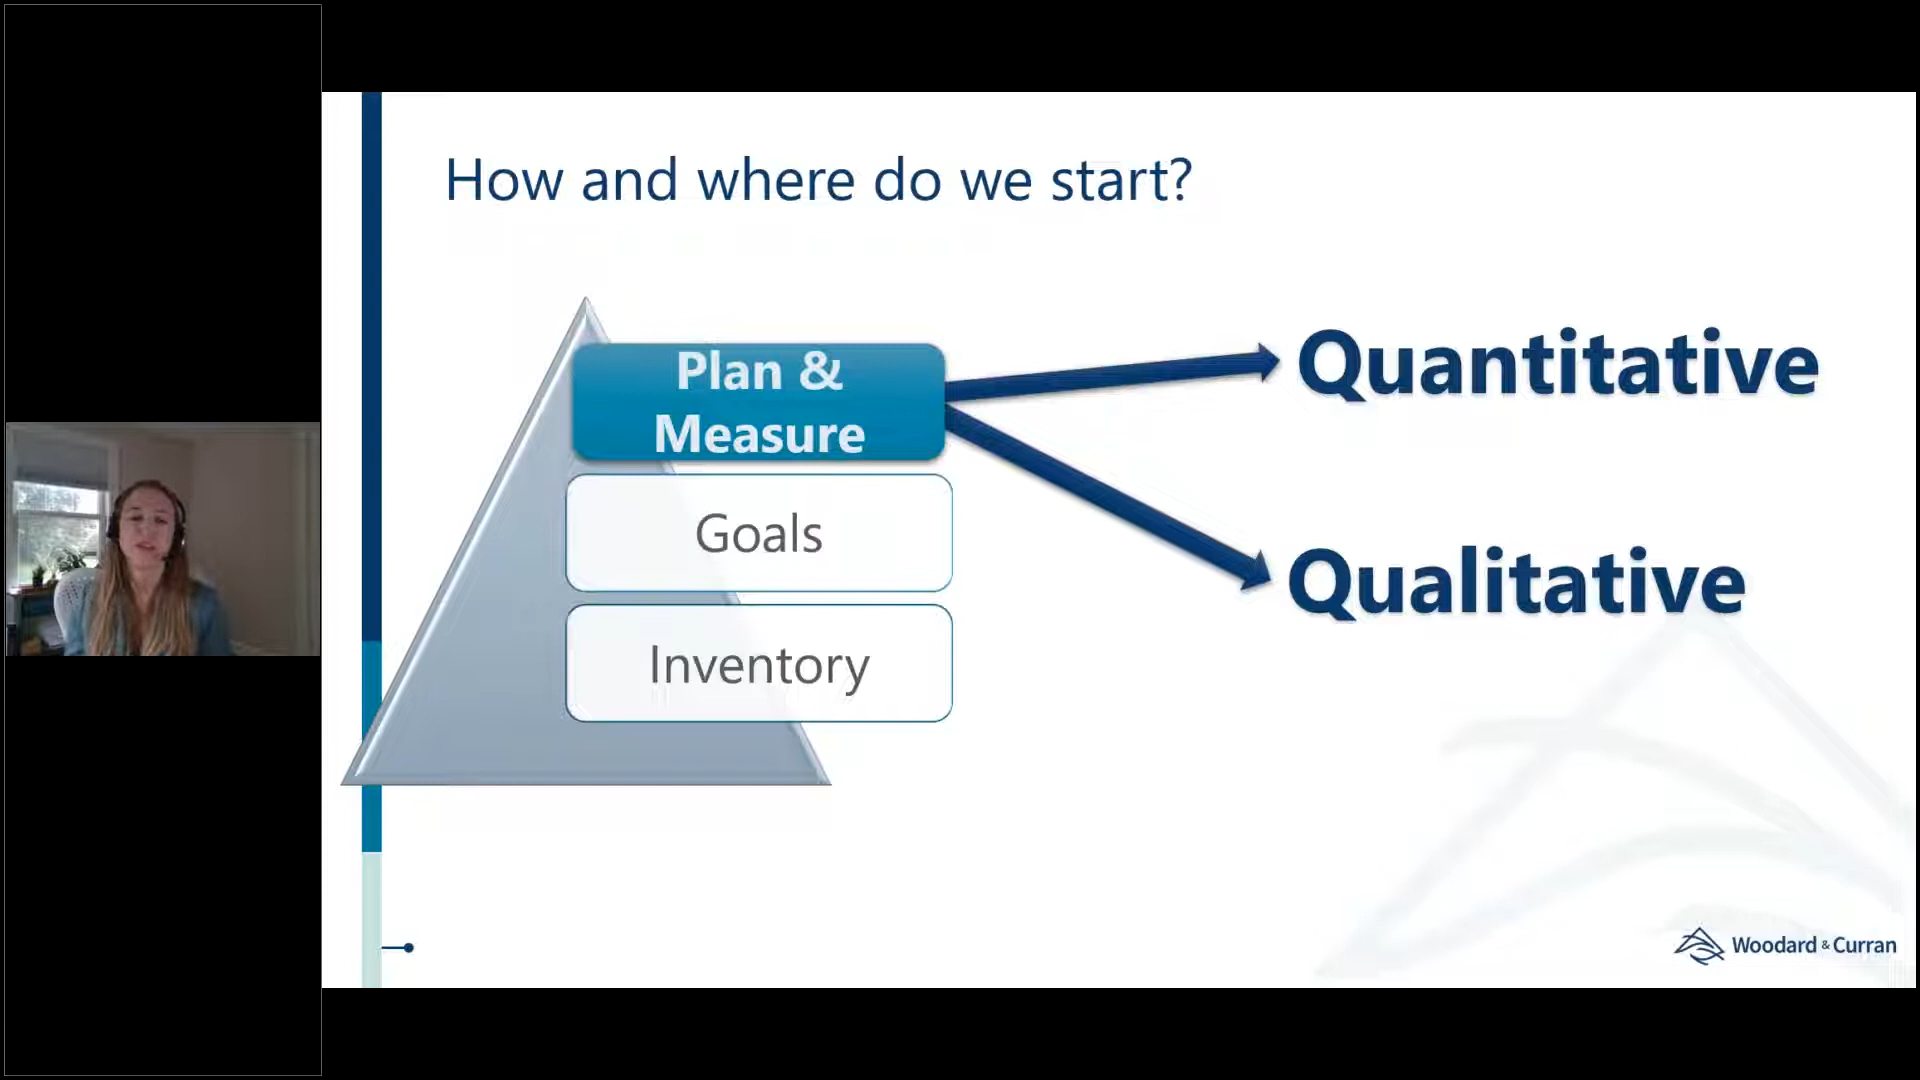 How and where do we start?
Plan &
Measure
Goals
Inventory
Quantitative
Qualitative
Woodard & Curran